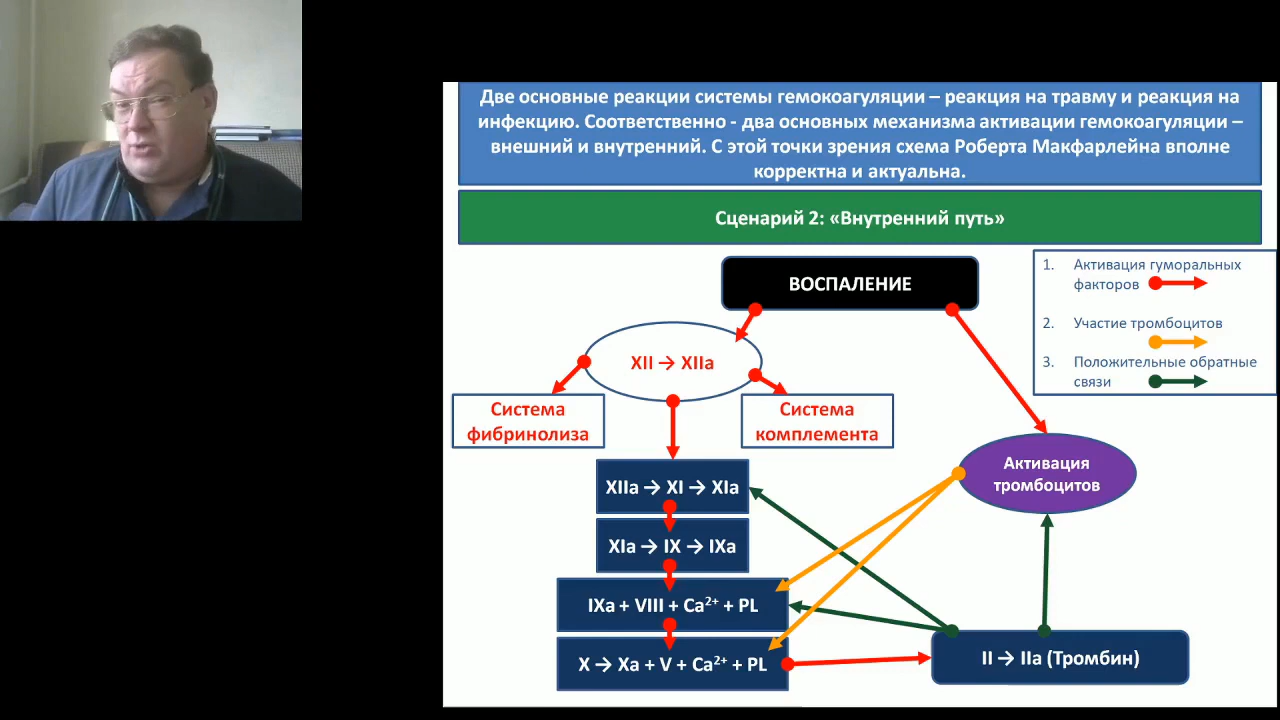 Две основные реакции системы гемокоагуляции – реакция на травму и реакция на
инфекцию. Соответственно - два основных механизма активации гемокоагуляции –
внешний и внутренний. С этой точки зрения схема Роберта Макфарлейна вполне
корректна и актуальна.
Сценарий 2: «Внутренний путь»
ВОСПАЛЕНИЕ
1. Активация гуморальных
факторов
2. Участие тромбоцитов
3. Положительные обратные
связи
XII → XIIa
Система
фибринолиза
Система
комплемента
Активация
тромбоцитов
XIIa → XI → XIa
XIa → IX → IXa
IXa + VIII + Ca²⁺ + PL
X → Xa + V + Ca²⁺ + PL
II → IIa (Тромбин)